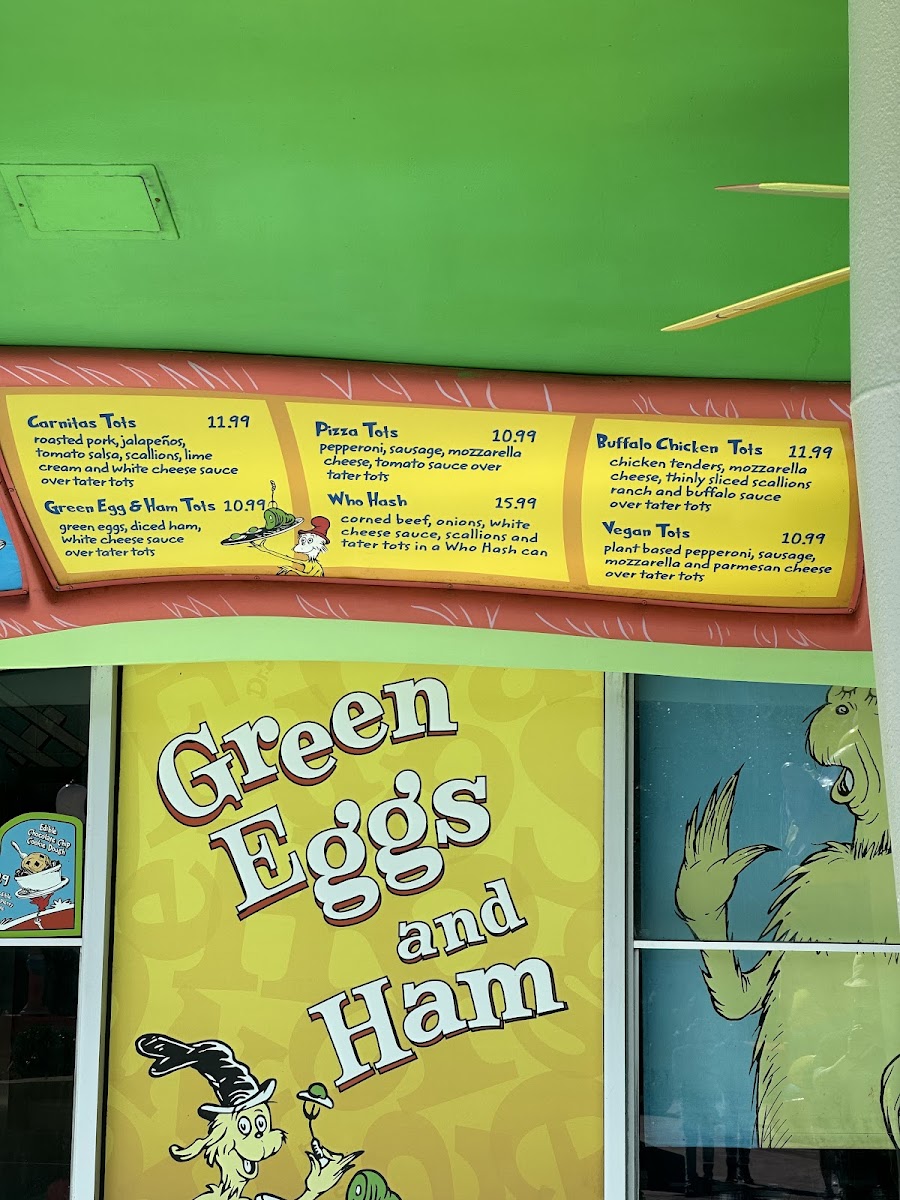 Carnitas Tots 11.99
roasted pork, jalapeños,
tomato salsa, scallions, lime
cream and white cheese sauce
over tater tots
Green Egg & Ham Tots 10.99
green eggs, diced ham,
white cheese sauce
over tater tots
Pizza Tots 10.99
pepperoni, sausage, mozzarella
cheese, tomato sauce over
tater tots
Who Hash 15.99
corned beef, onions, white
cheese sauce, scallions and
tater tots in a Who Hash can
Buffalo Chicken Tots 11.99
chicken tenders, mozzarella
cheese, thinly sliced scallions
ranch and buffalo sauce
over tater tots
Vegan Tots 10.99
plant based pepperoni, sausage,
mozzarella and parmesan cheese
over tater tots
Green
Eggs
and
Ham
Edible
Chocolate Chip
Cookie Dough